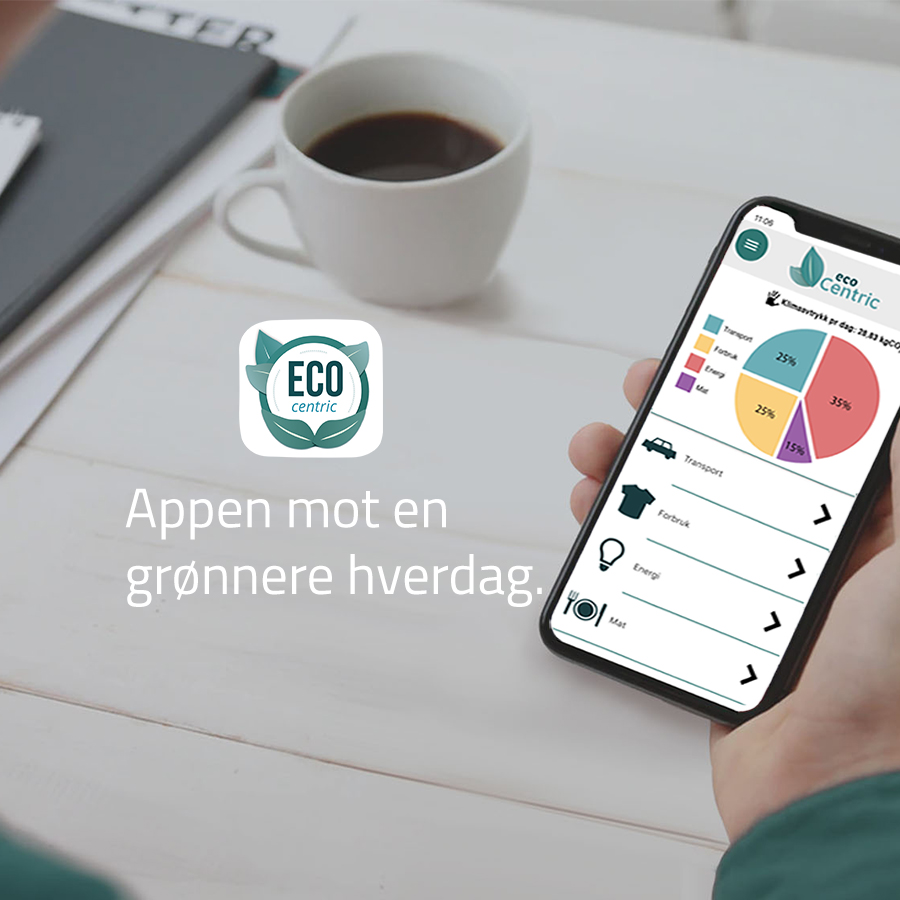 11:06
eco
Centric
Klimaavtrykk pr dag: 28,83 kgCO
Transport
Forbruk
Energi
Mat
25%
35%
25%
15%
Transport
Forbruk
Energi
Mat
ECO
centric
Appen mot en
grønnere hverdag.